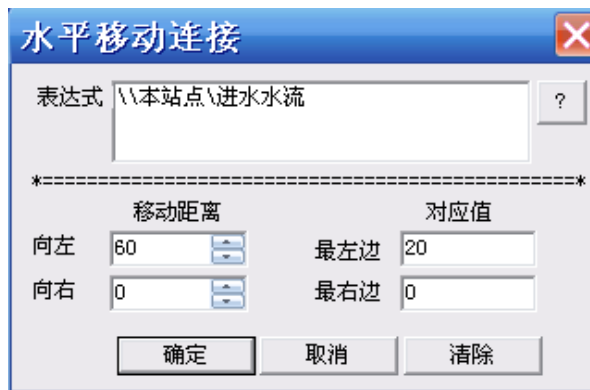 水平移动连接
表达式 \\本站点\进水水流 ?
*================================================*
移动距离 对应值
向左 60 最左边 20
向右 0 最右边 0
确定 取消 清除